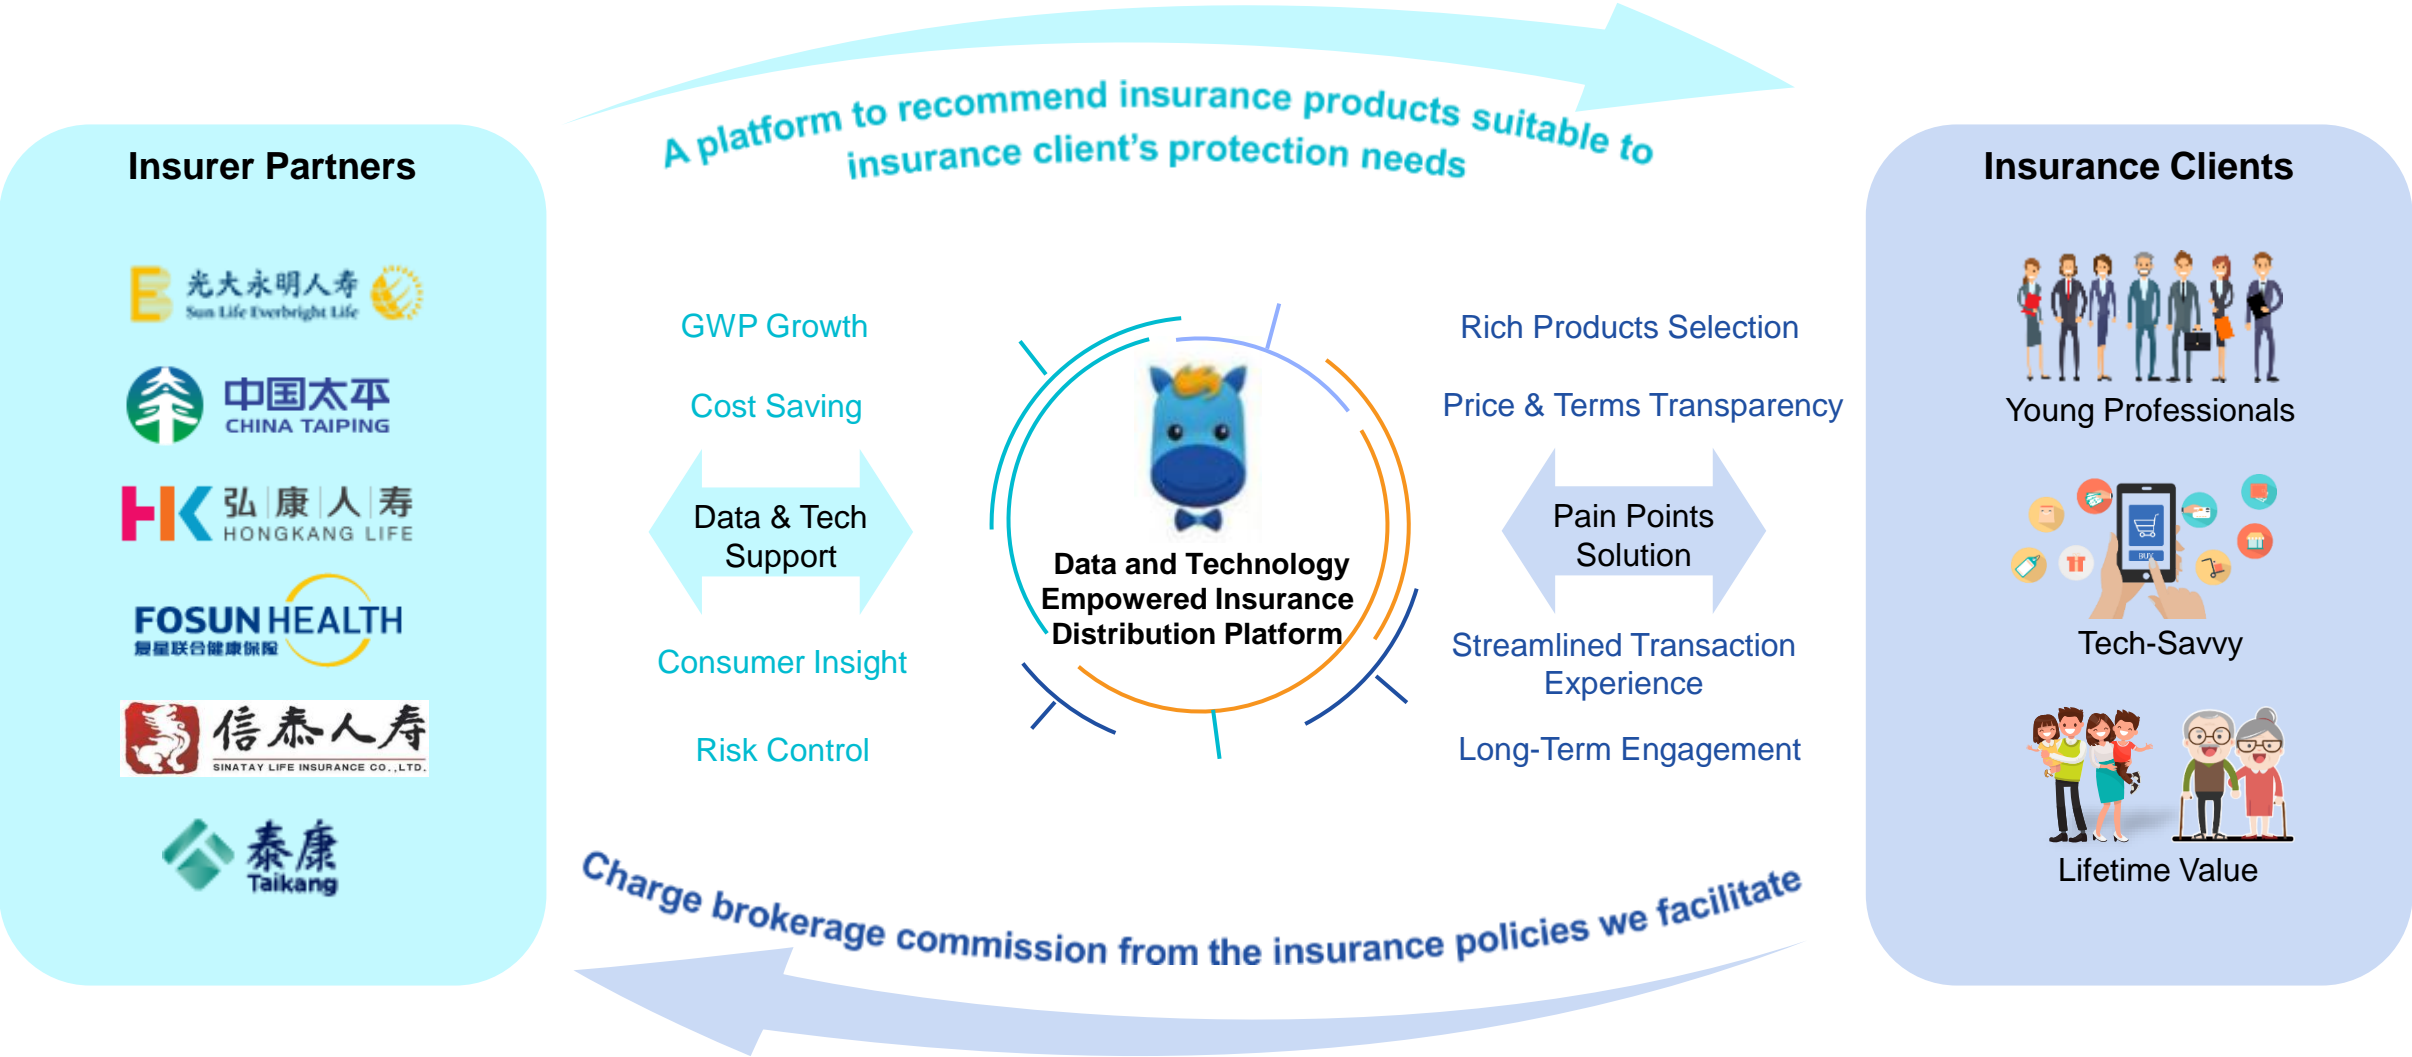 A platform to recommend insurance products suitable to
insurance client's protection needs
Insurer Partners
光大永明人寿
Sun Life Everbright Life
中国太平
CHINA TAIPING
HK 弘康人寿
HONGKANG LIFE
FOSUN HEALTH
复星联合健康保险
信泰人寿
SINATAY LIFE INSURANCE CO.,LTD.
泰康
Taikang
GWP Growth
Cost Saving
Data & Tech
Support
Consumer Insight
Risk Control
Data and Technology
Empowered Insurance
Distribution Platform
Rich Products Selection
Price & Terms Transparency
Pain Points
Solution
Streamlined Transaction
Experience
Long-Term Engagement
Insurance Clients
Young Professionals
BUY
Tech-Savvy
Lifetime Value
Charge brokerage commission from the insurance policies we facilitate